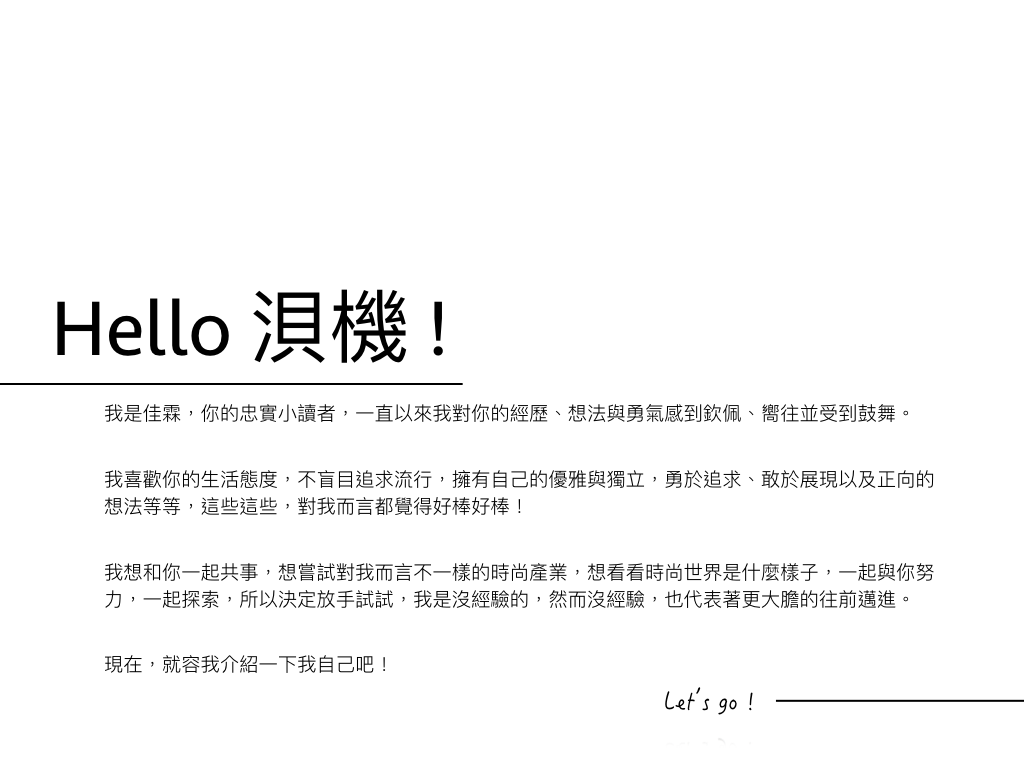 Hello 浿機 !
我是佳霖，你的忠實小讀者，一直以來我對你的經歷、想法與勇氣感到欽佩、嚮往並受到鼓舞。
我喜歡你的生活態度，不盲目追求流行，擁有自己的優雅與獨立，勇於追求、敢於展現以及正向的
想法等等，這些這些，對我而言都覺得好棒好棒！
我想和你一起共事，想嘗試對我而言不一樣的時尚產業，想看看時尚世界是什麼樣子，一起與你努
力，一起探索，所以決定放手試試，我是沒經驗的，然而沒經驗，也代表著更大膽的往前邁進。
現在，就容我介紹一下我自己吧！
Let's go !